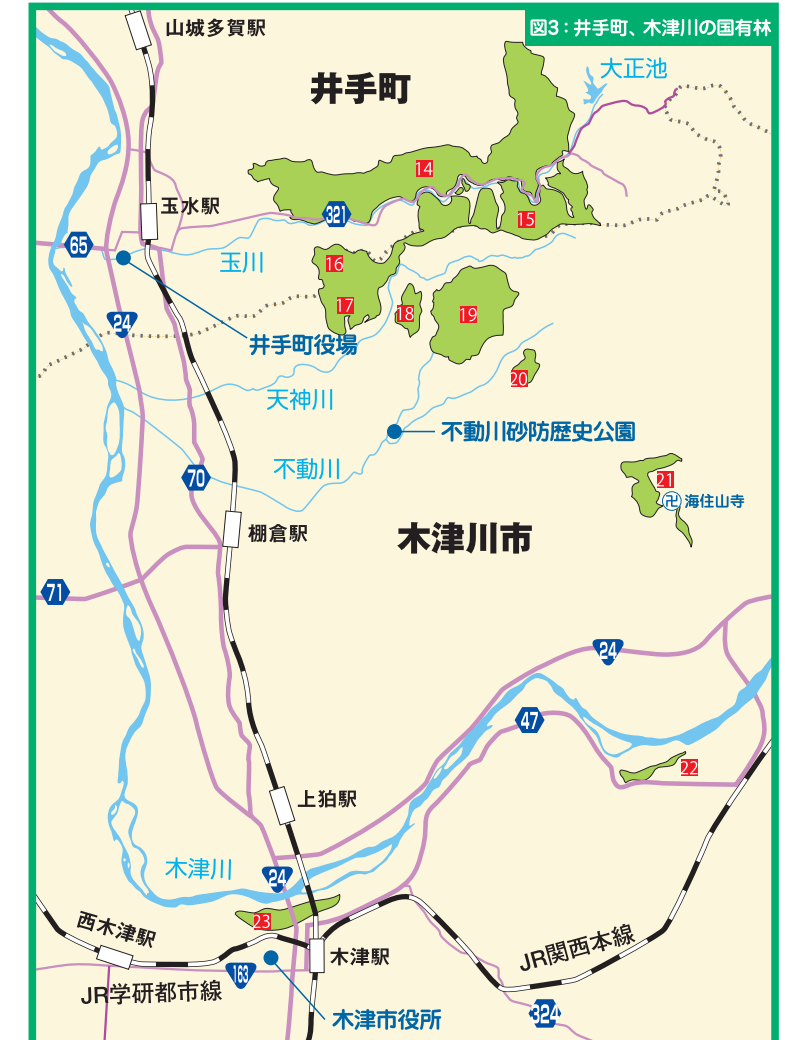 図3：井手町、木津川の国有林
山城多賀駅
大正池
井手町
14
玉水駅
321
15
65
玉川
16
17
18
19
24
井手町役場
20
天神川
不動川砂防歴史公園
不動川
70
21
卍
海住山寺
棚倉駅
木津川市
71
24
47
22
上狛駅
木津川
24
23
西木津駅
木津駅
JR関西本線
163
JR学研都市線
木津市役所
324